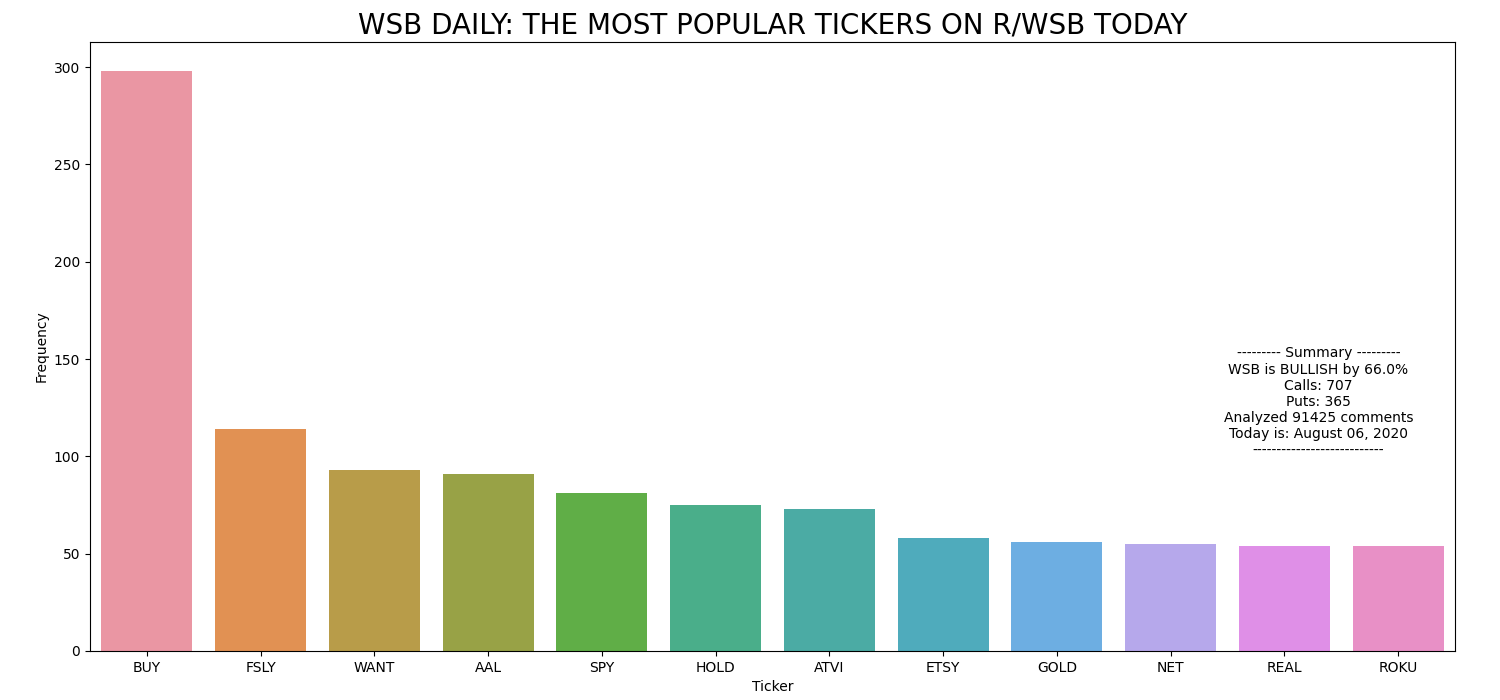 WSB DAILY: THE MOST POPULAR TICKERS ON R/WSB TODAY
300
250
200
150
100
50
0
Frequency
--------- Summary ---------
WSB is BULLISH by 66.0%
Calls: 707
Puts: 365
Analyzed 91425 comments
Today is: August 06, 2020
---------------------------
BUY FSLY WANT AAL SPY HOLD ATVI ETSY GOLD NET REAL ROKU
Ticker